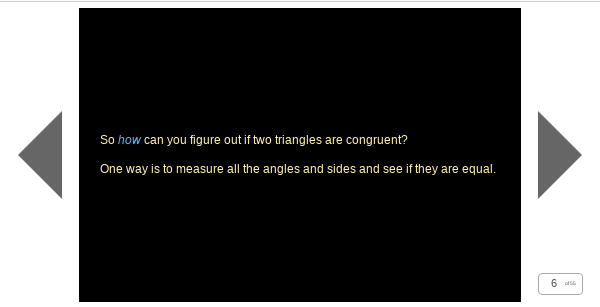 So how can you figure out if two triangles are congruent?
One way is to measure all the angles and sides and see if they are equal.
6 of 55